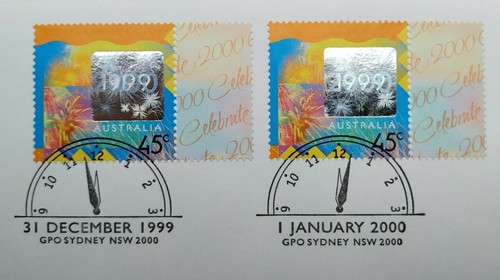 2000 Celebrate
1999
AUSTRALIA
45c
2000 Celebrate
1999
AUSTRALIA
45c
9 10 11 12 1 2 3
31 DECEMBER 1999
GPO SYDNEY NSW 2000
9 10 11 12 1 2 3
1 JANUARY 2000
GPO SYDNEY NSW 2000